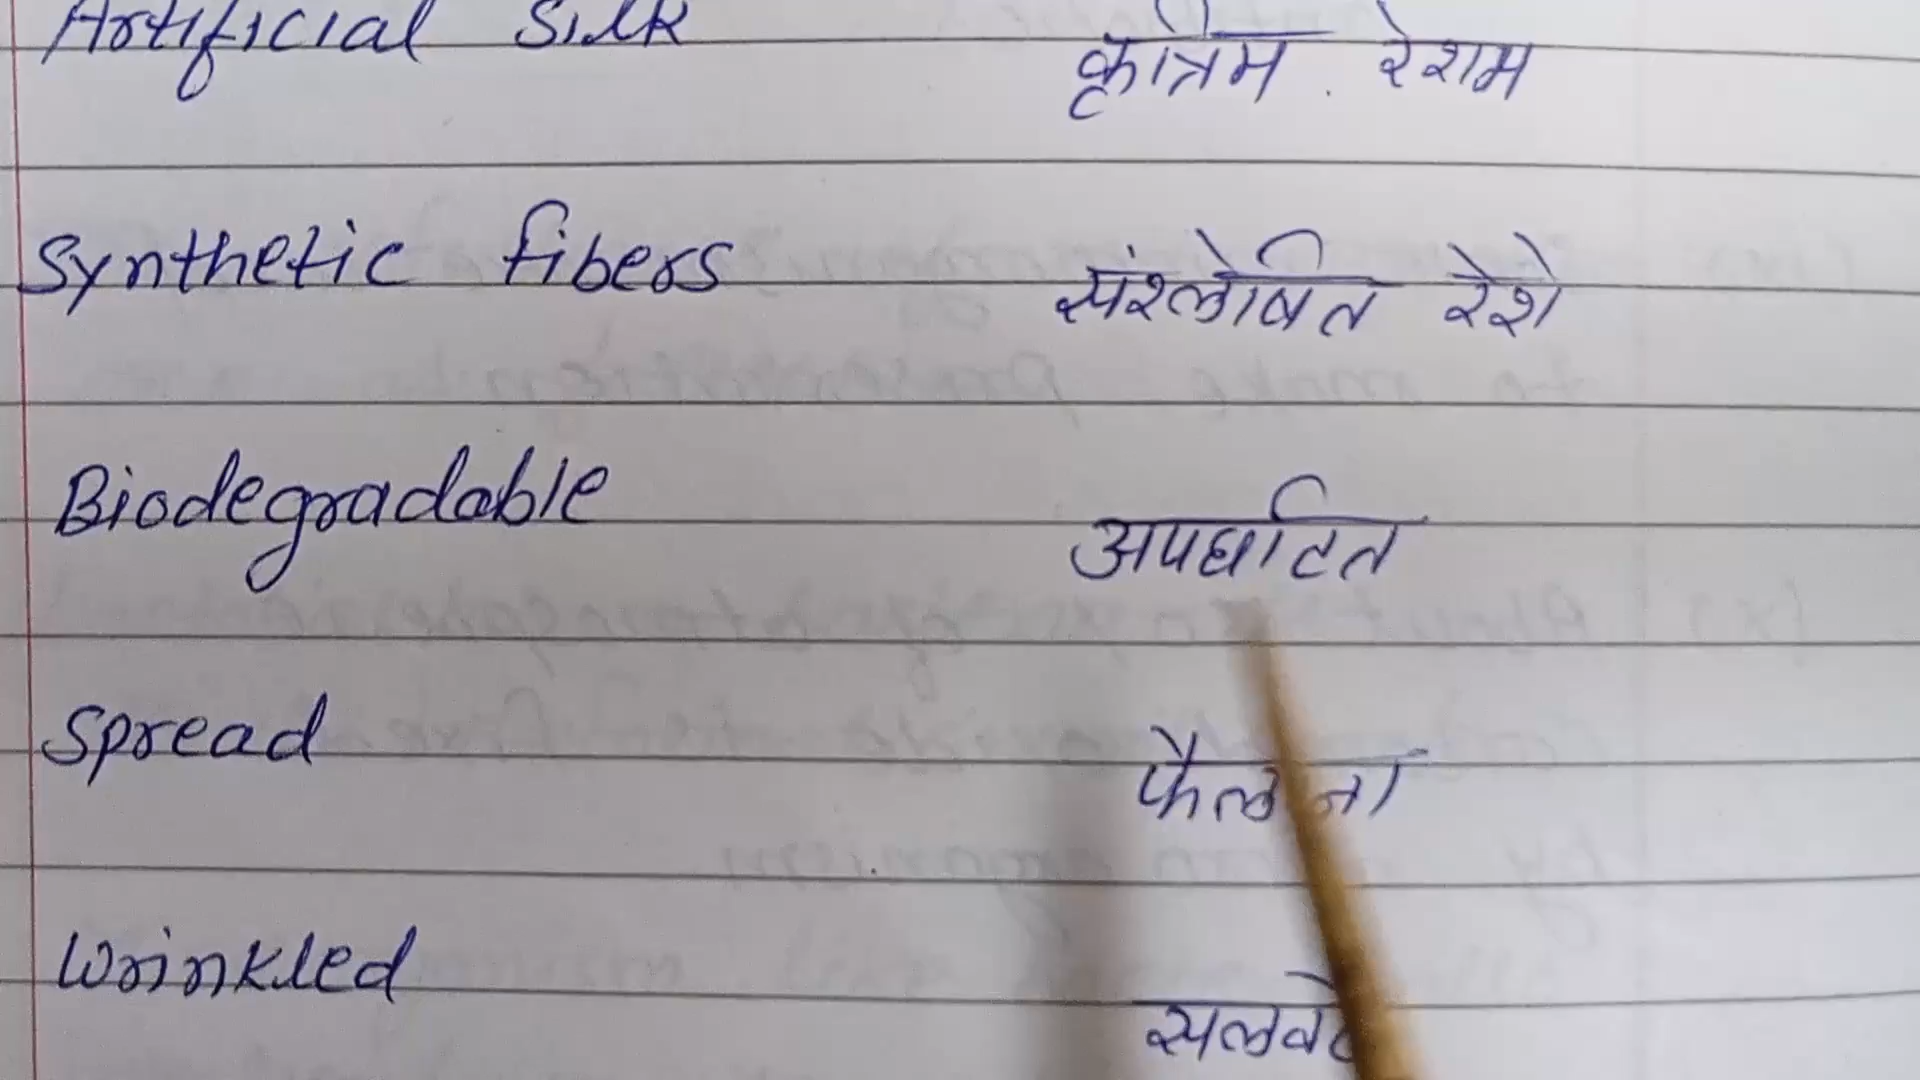 Artificial Silk कृत्रिम रेशम
Synthetic fibers संश्लेषित रेशे
Biodegradable अपघटित
Spread फैलना
Wrinkled